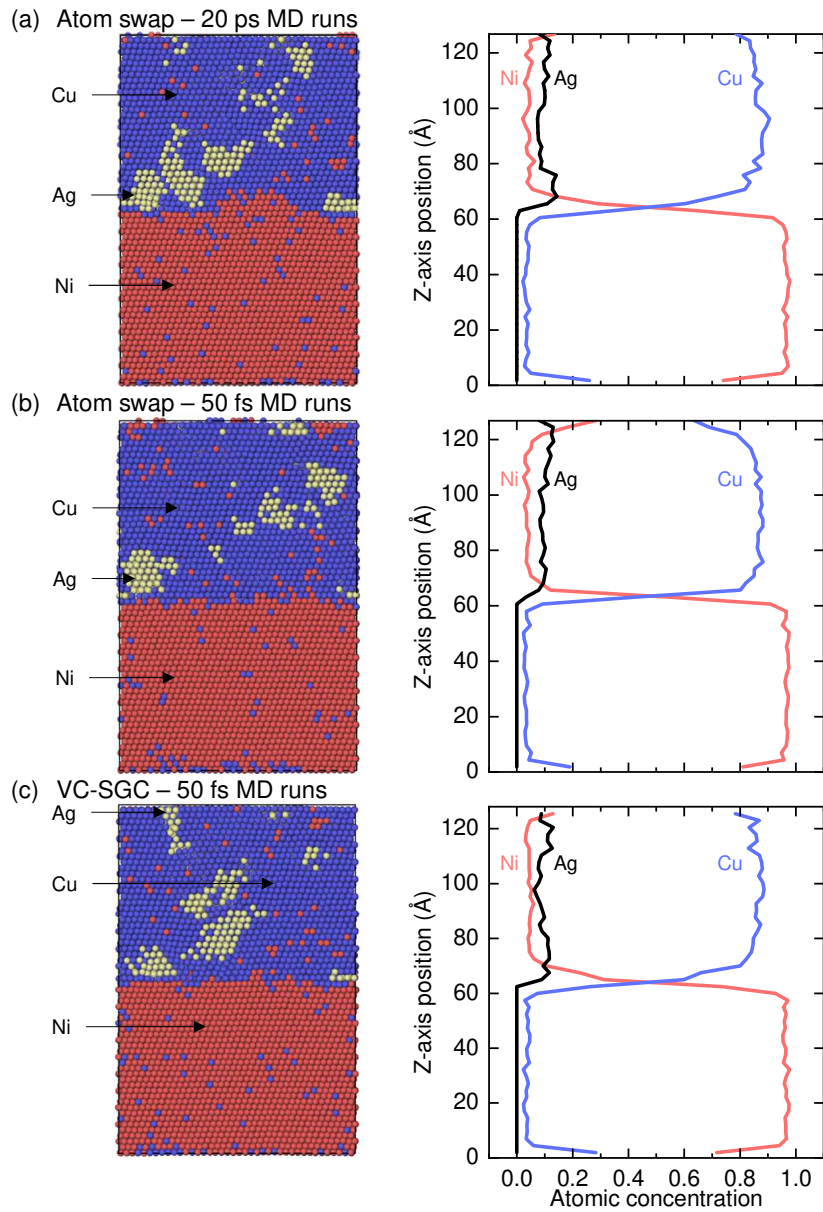 (a) Atom swap – 20 ps MD runs
Cu
Ag
Ni
Ni Ag Cu
Z-axis position (Å)
120
100
80
60
40
20
0
(b) Atom swap – 50 fs MD runs
Cu
Ag
Ni
Ni Ag Cu
Z-axis position (Å)
120
100
80
60
40
20
0
(c) VC-SGC – 50 fs MD runs
Ag
Cu
Ni
Ni Ag Cu
Z-axis position (Å)
120
100
80
60
40
20
0
0.0 0.2 0.4 0.6 0.8 1.0
Atomic concentration